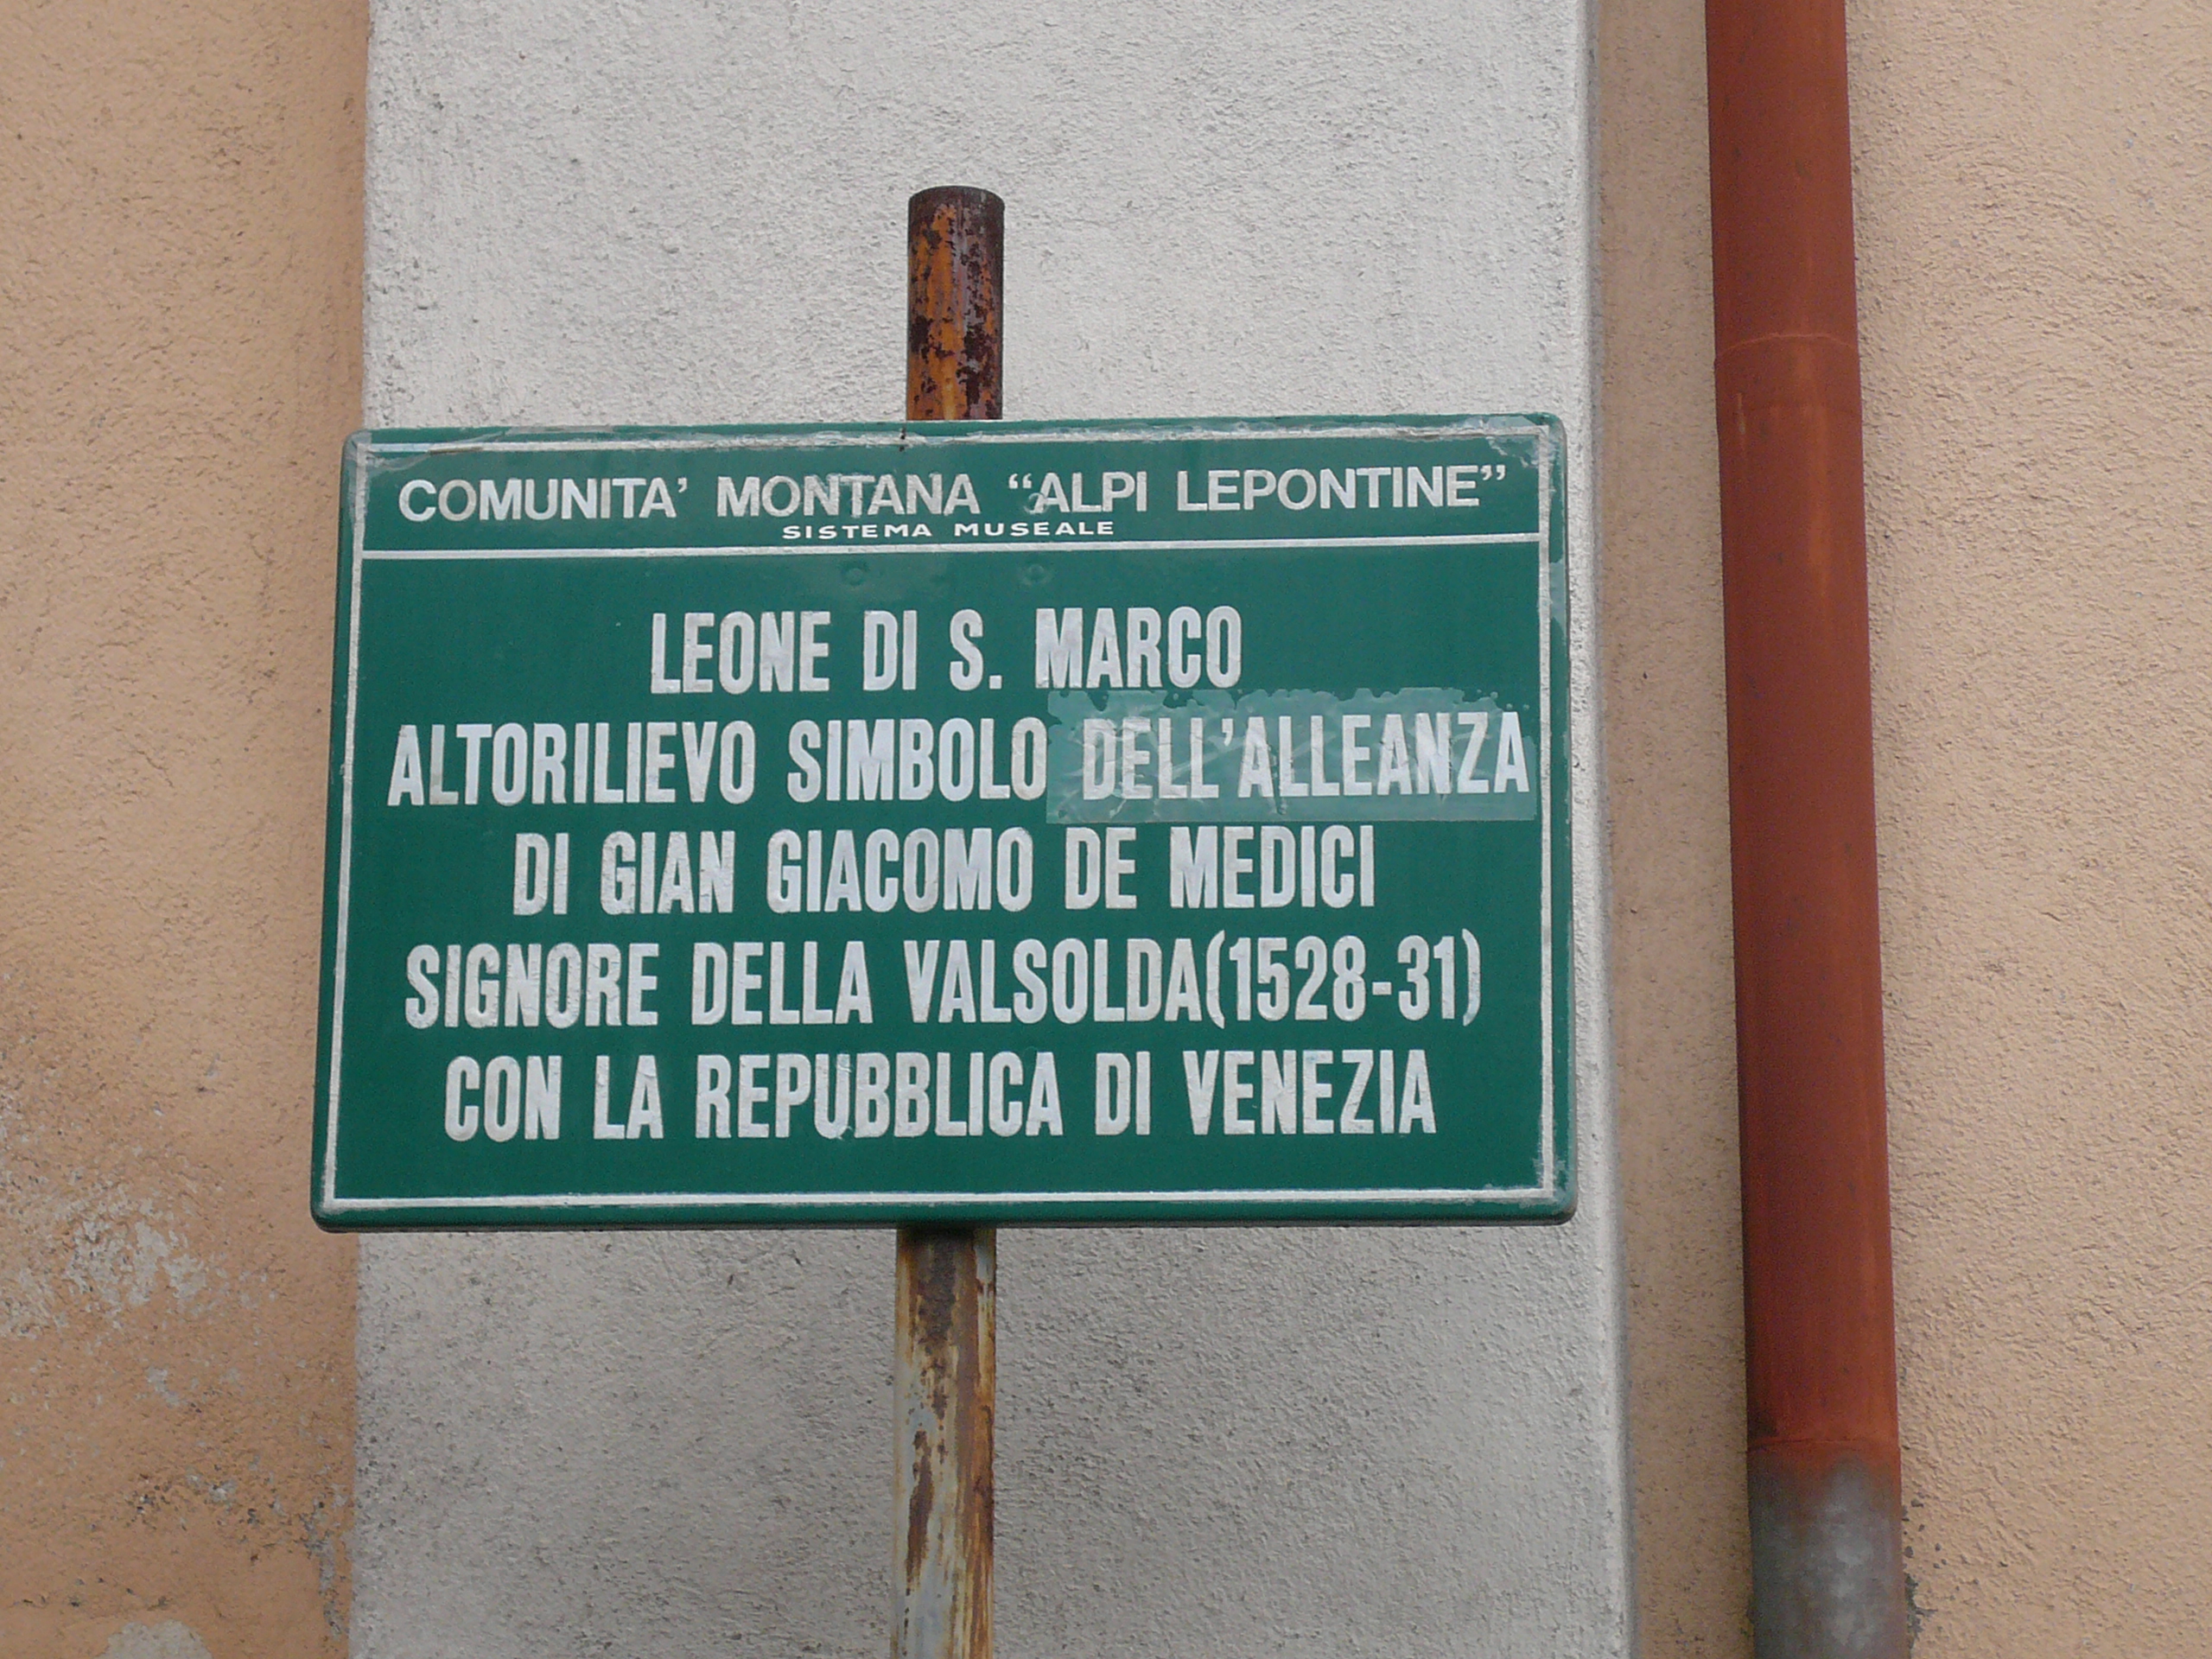 COMUNITA' MONTANA “ALPI LEPONTINE”
SISTEMA MUSEALE
LEONE DI S. MARCO
ALTORILIEVO SIMBOLO DELL'ALLEANZA
DI GIAN GIACOMO DE MEDICI
SIGNORE DELLA VALSOLDA(1528-31)
CON LA REPUBBLICA DI VENEZIA